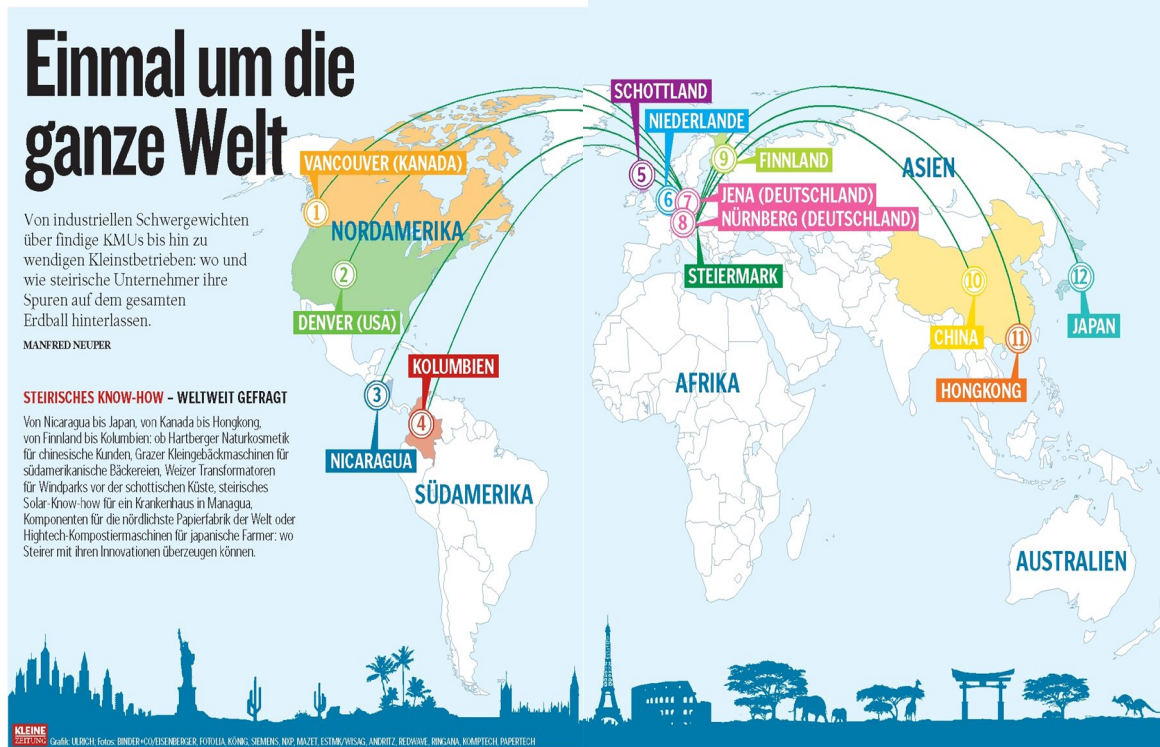 Einmal um die
ganze Welt
Von industriellen Schwergewichten
über findige KMUs bis hin zu
wendigen Kleinstbetrieben: wo und
wie steirische Unternehmer ihre
Spuren auf dem gesamten
Erdball hinterlassen.
MANFRED NEUPER
STEIRISCHES KNOW-HOW – WELTWEIT GEFRAGT
Von Nicaragua bis Japan, von Kanada bis Hongkong,
von Finnland bis Kolumbien: ob Hartberger Naturkosmetik
für chinesische Kunden, Grazer Kleingebäckmaschinen für
südamerikanische Bäckereien, Weizer Transformatoren
für Windparks vor der schottischen Küste, steirisches
Solar-Know-how für ein Krankenhaus in Managua,
Komponenten für die nördlichste Papierfabrik der Welt oder
Hightech-Kompostiermaschinen für japanische Farmer: wo
Steirer mit ihren Innovationen überzeugen können.
VANCOUVER (KANADA)
1
NORDAMERIKA
2
DENVER (USA)
3
NICARAGUA
KOLUMBIEN
4
SÜDAMERIKA
SCHOTTLAND
5
NIEDERLANDE
6
7
JENA (DEUTSCHLAND)
8
NÜRNBERG (DEUTSCHLAND)
9
FINNLAND
STEIERMARK
ASIEN
10
CHINA
11
HONGKONG
12
JAPAN
AFRIKA
AUSTRALIEN
KLEINE
ZEITUNG
Grafik: ULRICH; Fotos: BINDER+CO/EISENBERGER, FOTOLIA, KÖNIG, SIEMENS, NXP, MAZET, ESTMK/WISAG, ANDRITZ, REDWAVE, RINGANA, KOMPTECH, PAPERTECH